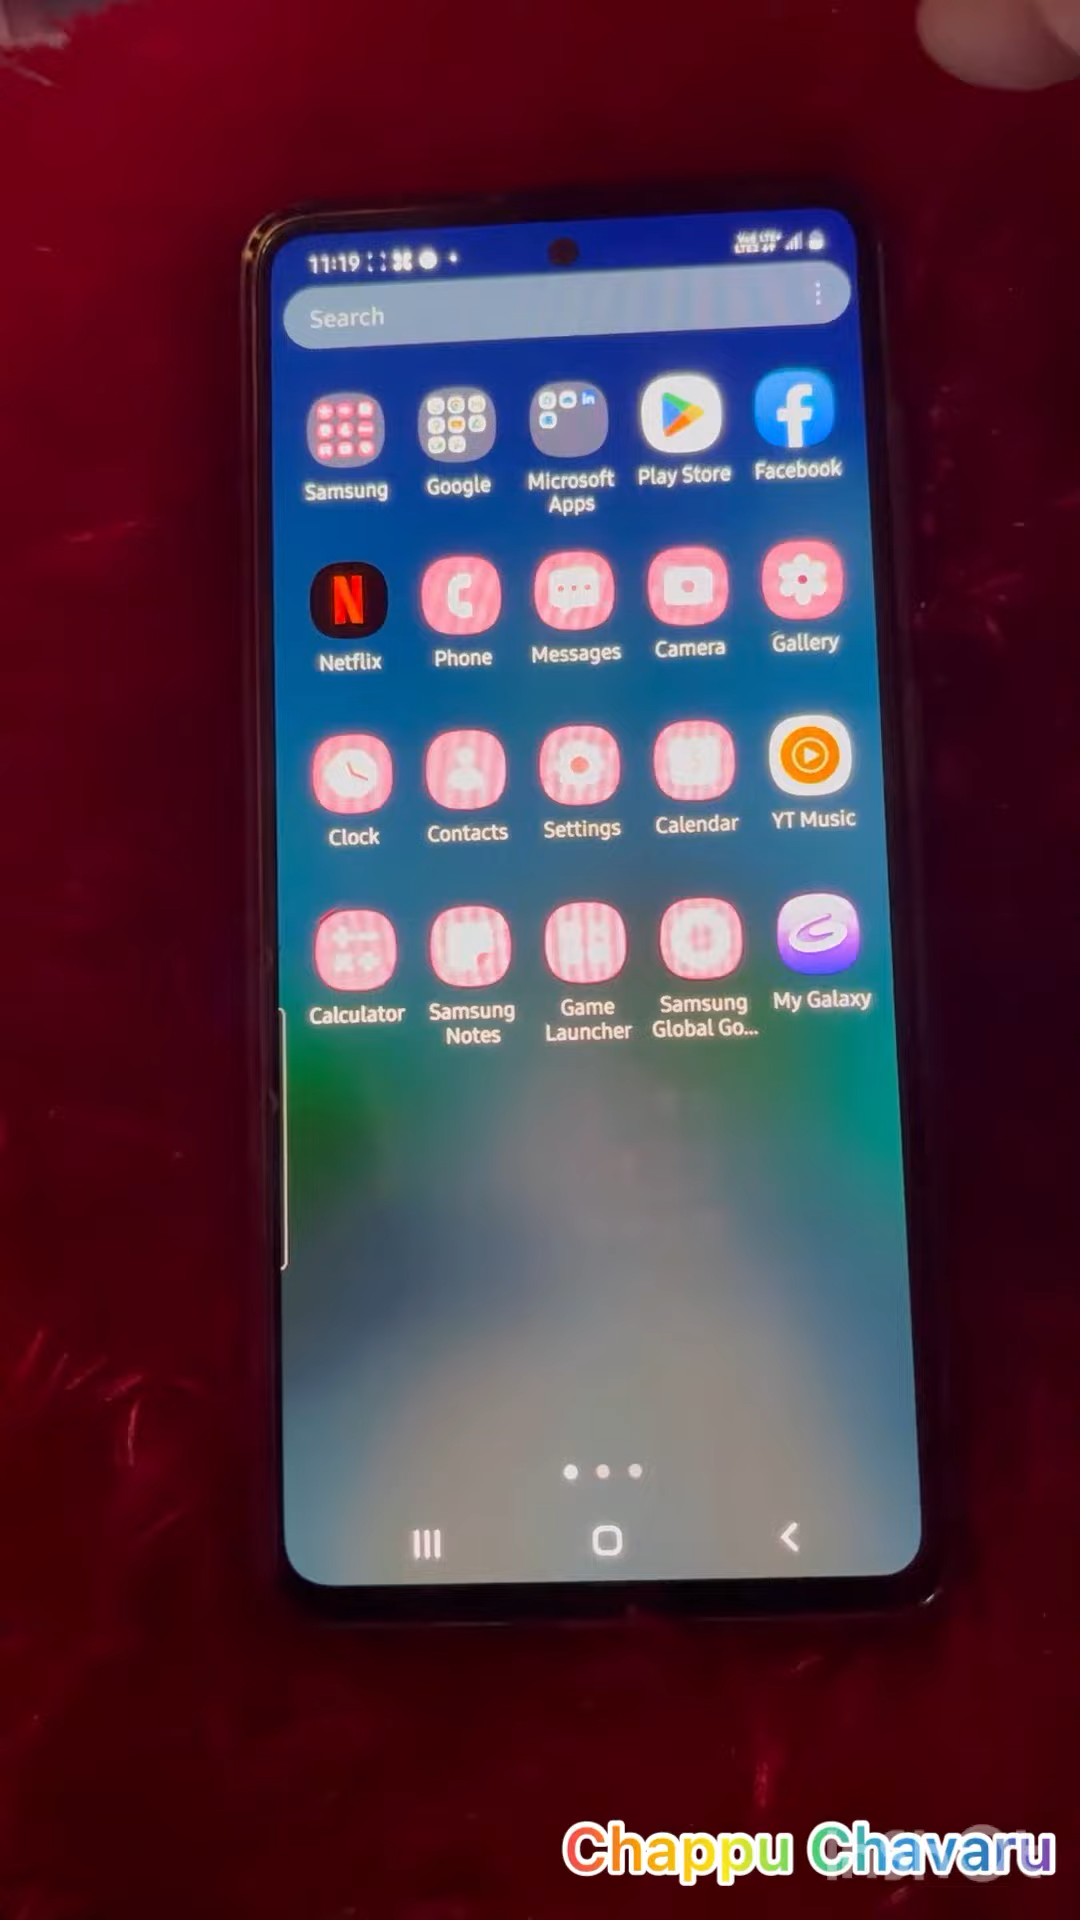 11:19
Search
Samsung
Google
Microsoft Apps
Play Store
Facebook
Netflix
Phone
Messages
Camera
Gallery
Clock
Contacts
Settings
Calendar
YT Music
Calculator
Samsung Notes
Game Launcher
Samsung Global Go...
My Galaxy
Chappu Chavaru